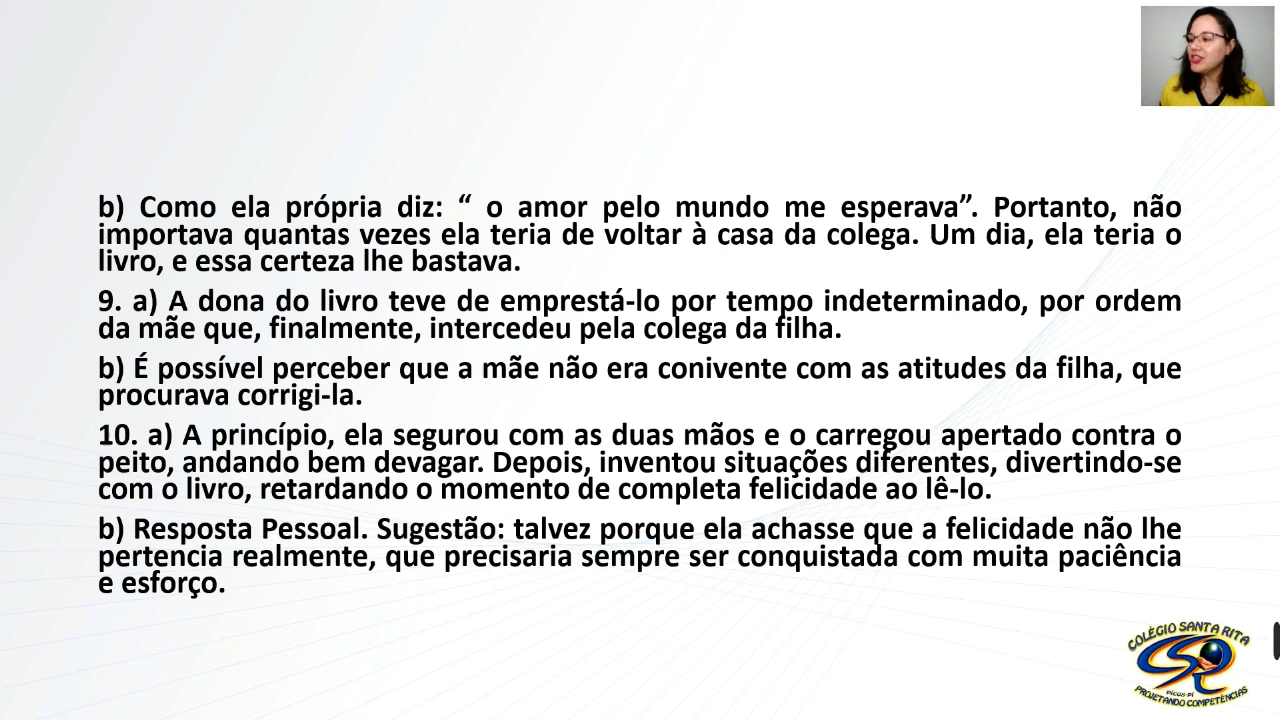 b) Como ela própria diz: “ o amor pelo mundo me esperava”. Portanto, não
importava quantas vezes ela teria de voltar à casa da colega. Um dia, ela teria o
livro, e essa certeza lhe bastava.
9. a) A dona do livro teve de emprestá-lo por tempo indeterminado, por ordem
da mãe que, finalmente, intercedeu pela colega da filha.
b) É possível perceber que a mãe não era conivente com as atitudes da filha, que
procurava corrigi-la.
10. a) A princípio, ela segurou com as duas mãos e o carregou apertado contra o
peito, andando bem devagar. Depois, inventou situações diferentes, divertindo-se
com o livro, retardando o momento de completa felicidade ao lê-lo.
b) Resposta Pessoal. Sugestão: talvez porque ela achasse que a felicidade não lhe
pertencia realmente, que precisaria sempre ser conquistada com muita paciência
e esforço.
COLÉGIO SANTA RITA
PICOS-PI
PROJETANDO COMPETÊNCIAS